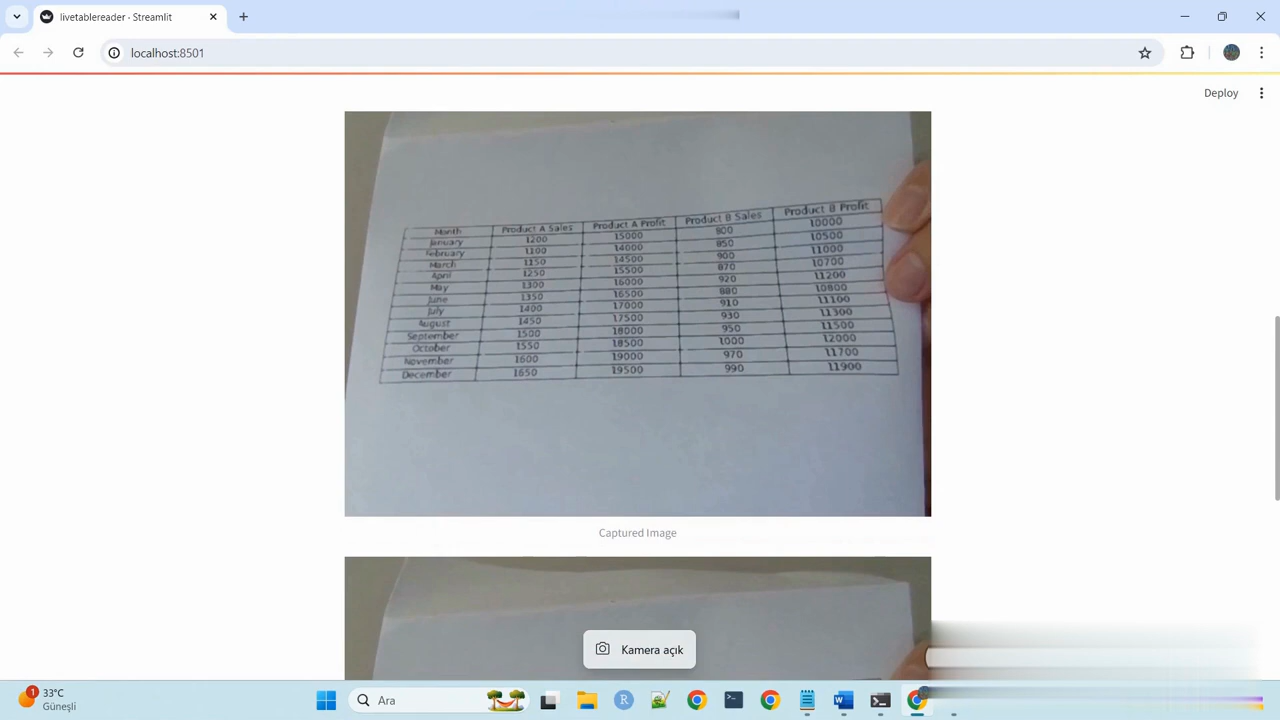 livetablereader · Streamlit
localhost:8501
Deploy
Month Product A Sales Product A Profit Product B Sales Product B Profit
January 1200 15000 800 10000
February 1100 14000 850 10500
March 1150 14500 900 11000
April 1250 15500 870 10700
May 1300 16000 920 11200
June 1350 16500 880 10800
July 1400 17000 910 11100
August 1450 17500 930 11300
September 1500 18000 950 11500
October 1550 18500 1000 12000
November 1600 19000 970 11700
December 1650 19500 990 11900
Captured Image
Kamera açık
1
33°C
Güneşli
Ara
R
W